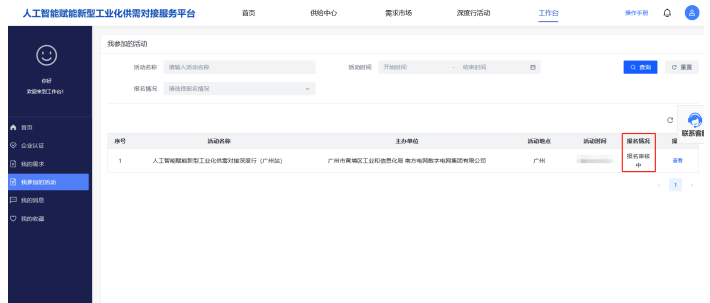 人工智能赋能新型工业化供需对接服务平台 首页 供给中心 需求市场 深度行活动 工作台 操作手册
我参加的活动
活动名称 请输入活动名称 活动时间 开始时间 - 结束时间 查询 重置
你好
欢迎来到工作台!
报名情况 请选择报名情况
首页
联系客服
企业认证
序号 活动名称 主办单位 活动地点 活动时间 报名情况 操
我的需求
1 人工智能赋能新型工业化供需对接深度行(广州站) 广州市黄埔区工业和信息化局 南方电网数字电网集团有限公司 广州 报名审核中 查看
我参加的活动
1
我的消息
我的收藏